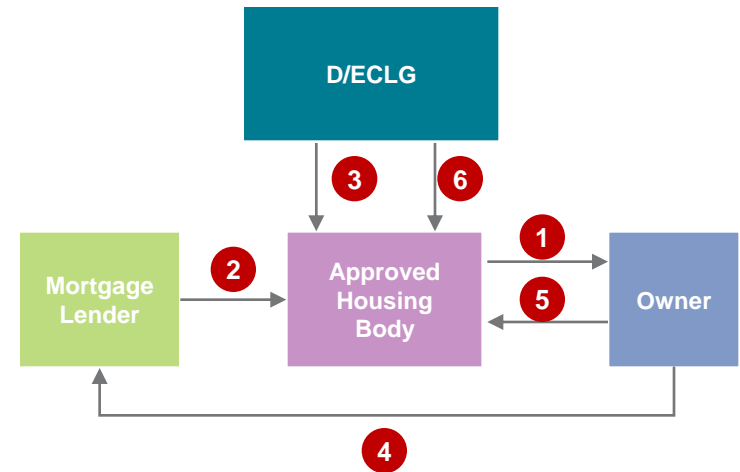 D/ECLG
3
6
1
2
Mortgage
Lender
Approved
Housing
Body
5
Owner
4